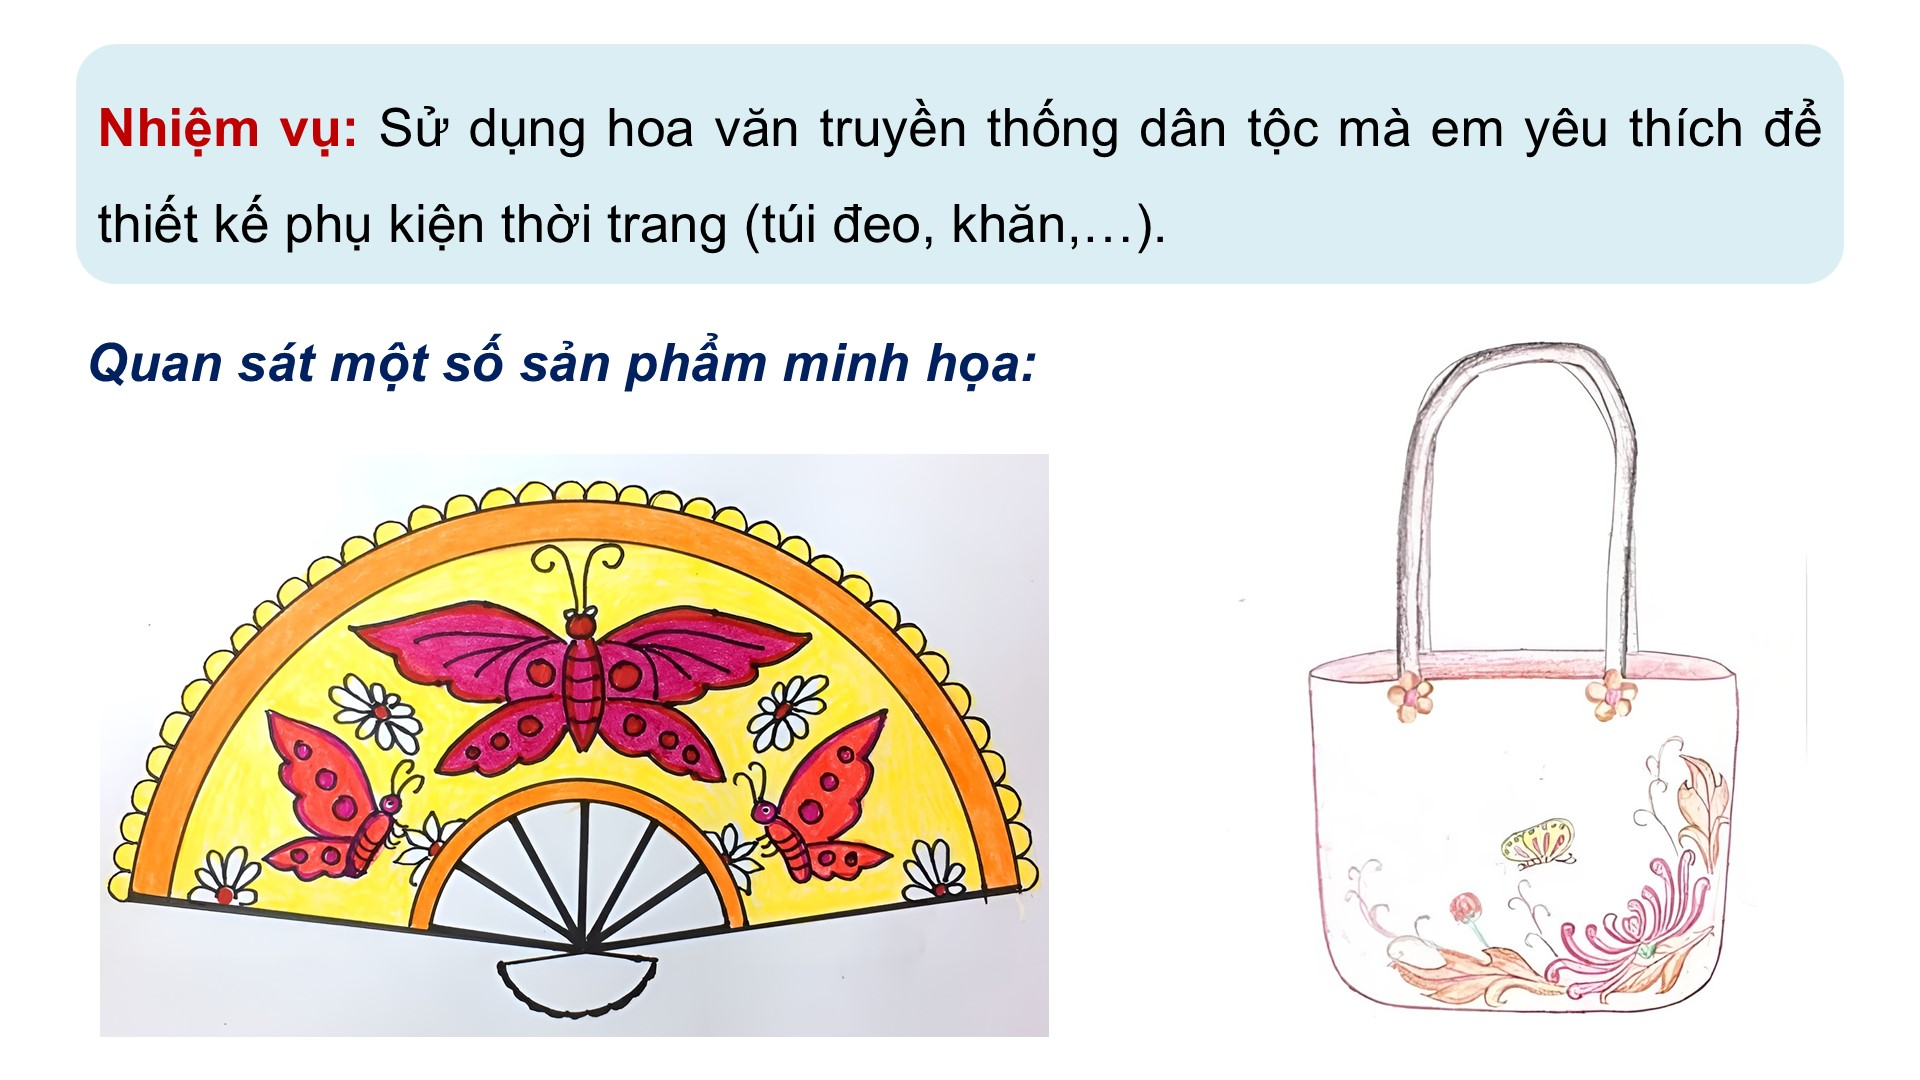 Nhiệm vụ: Sử dụng hoa văn truyền thống dân tộc mà em yêu thích để
thiết kế phụ kiện thời trang (túi đeo, khăn,…).
Quan sát một số sản phẩm minh họa: